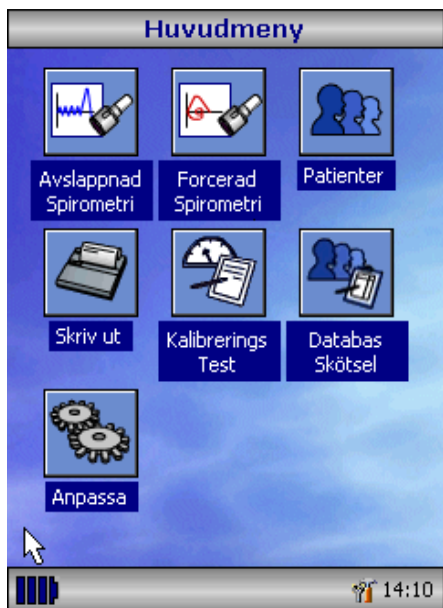 Huvudmeny
Avslappnad
Spirometri
Forcerad
Spirometri
Patienter
Skriv ut
Kalibrerings
Test
Databas
Skötsel
Anpassa
14:10